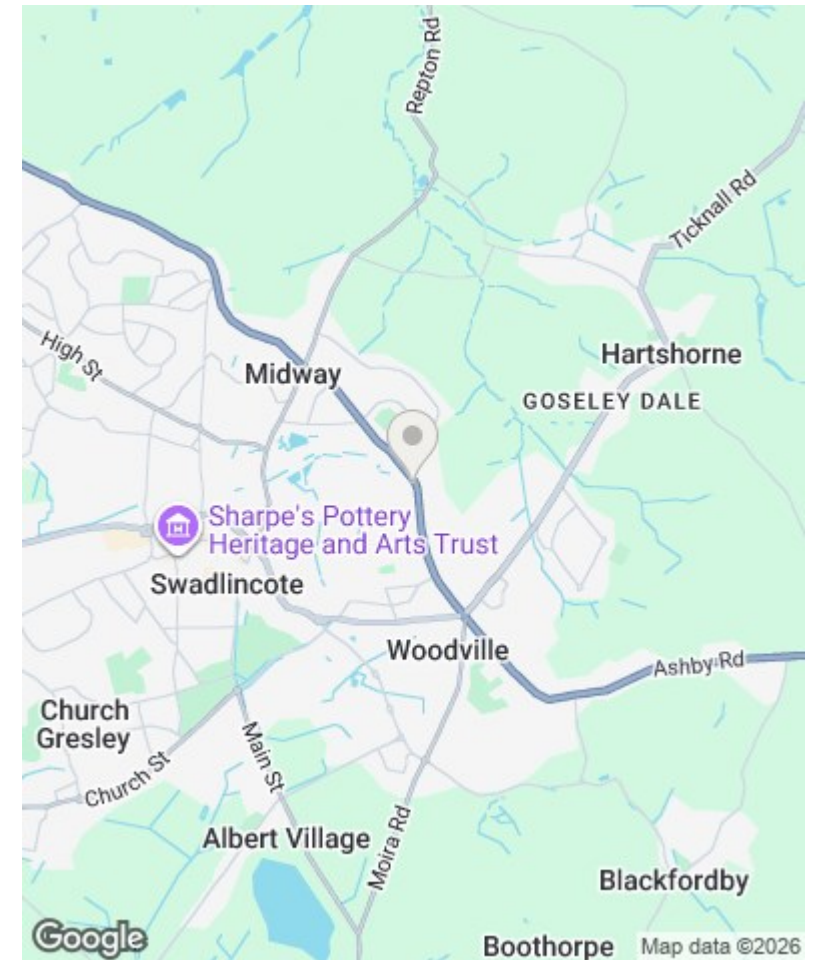 Repton Rd
Ticknall Rd
High St
Midway
Hartshorne
GOSELEY DALE
Sharpe's Pottery
Heritage and Arts Trust
Swadlincote
Woodville
Ashby Rd
Church
Gresley
Main St
Church St
Albert Village
Moira Rd
Blackfordby
Boothorpe
Google
Map data ©2026